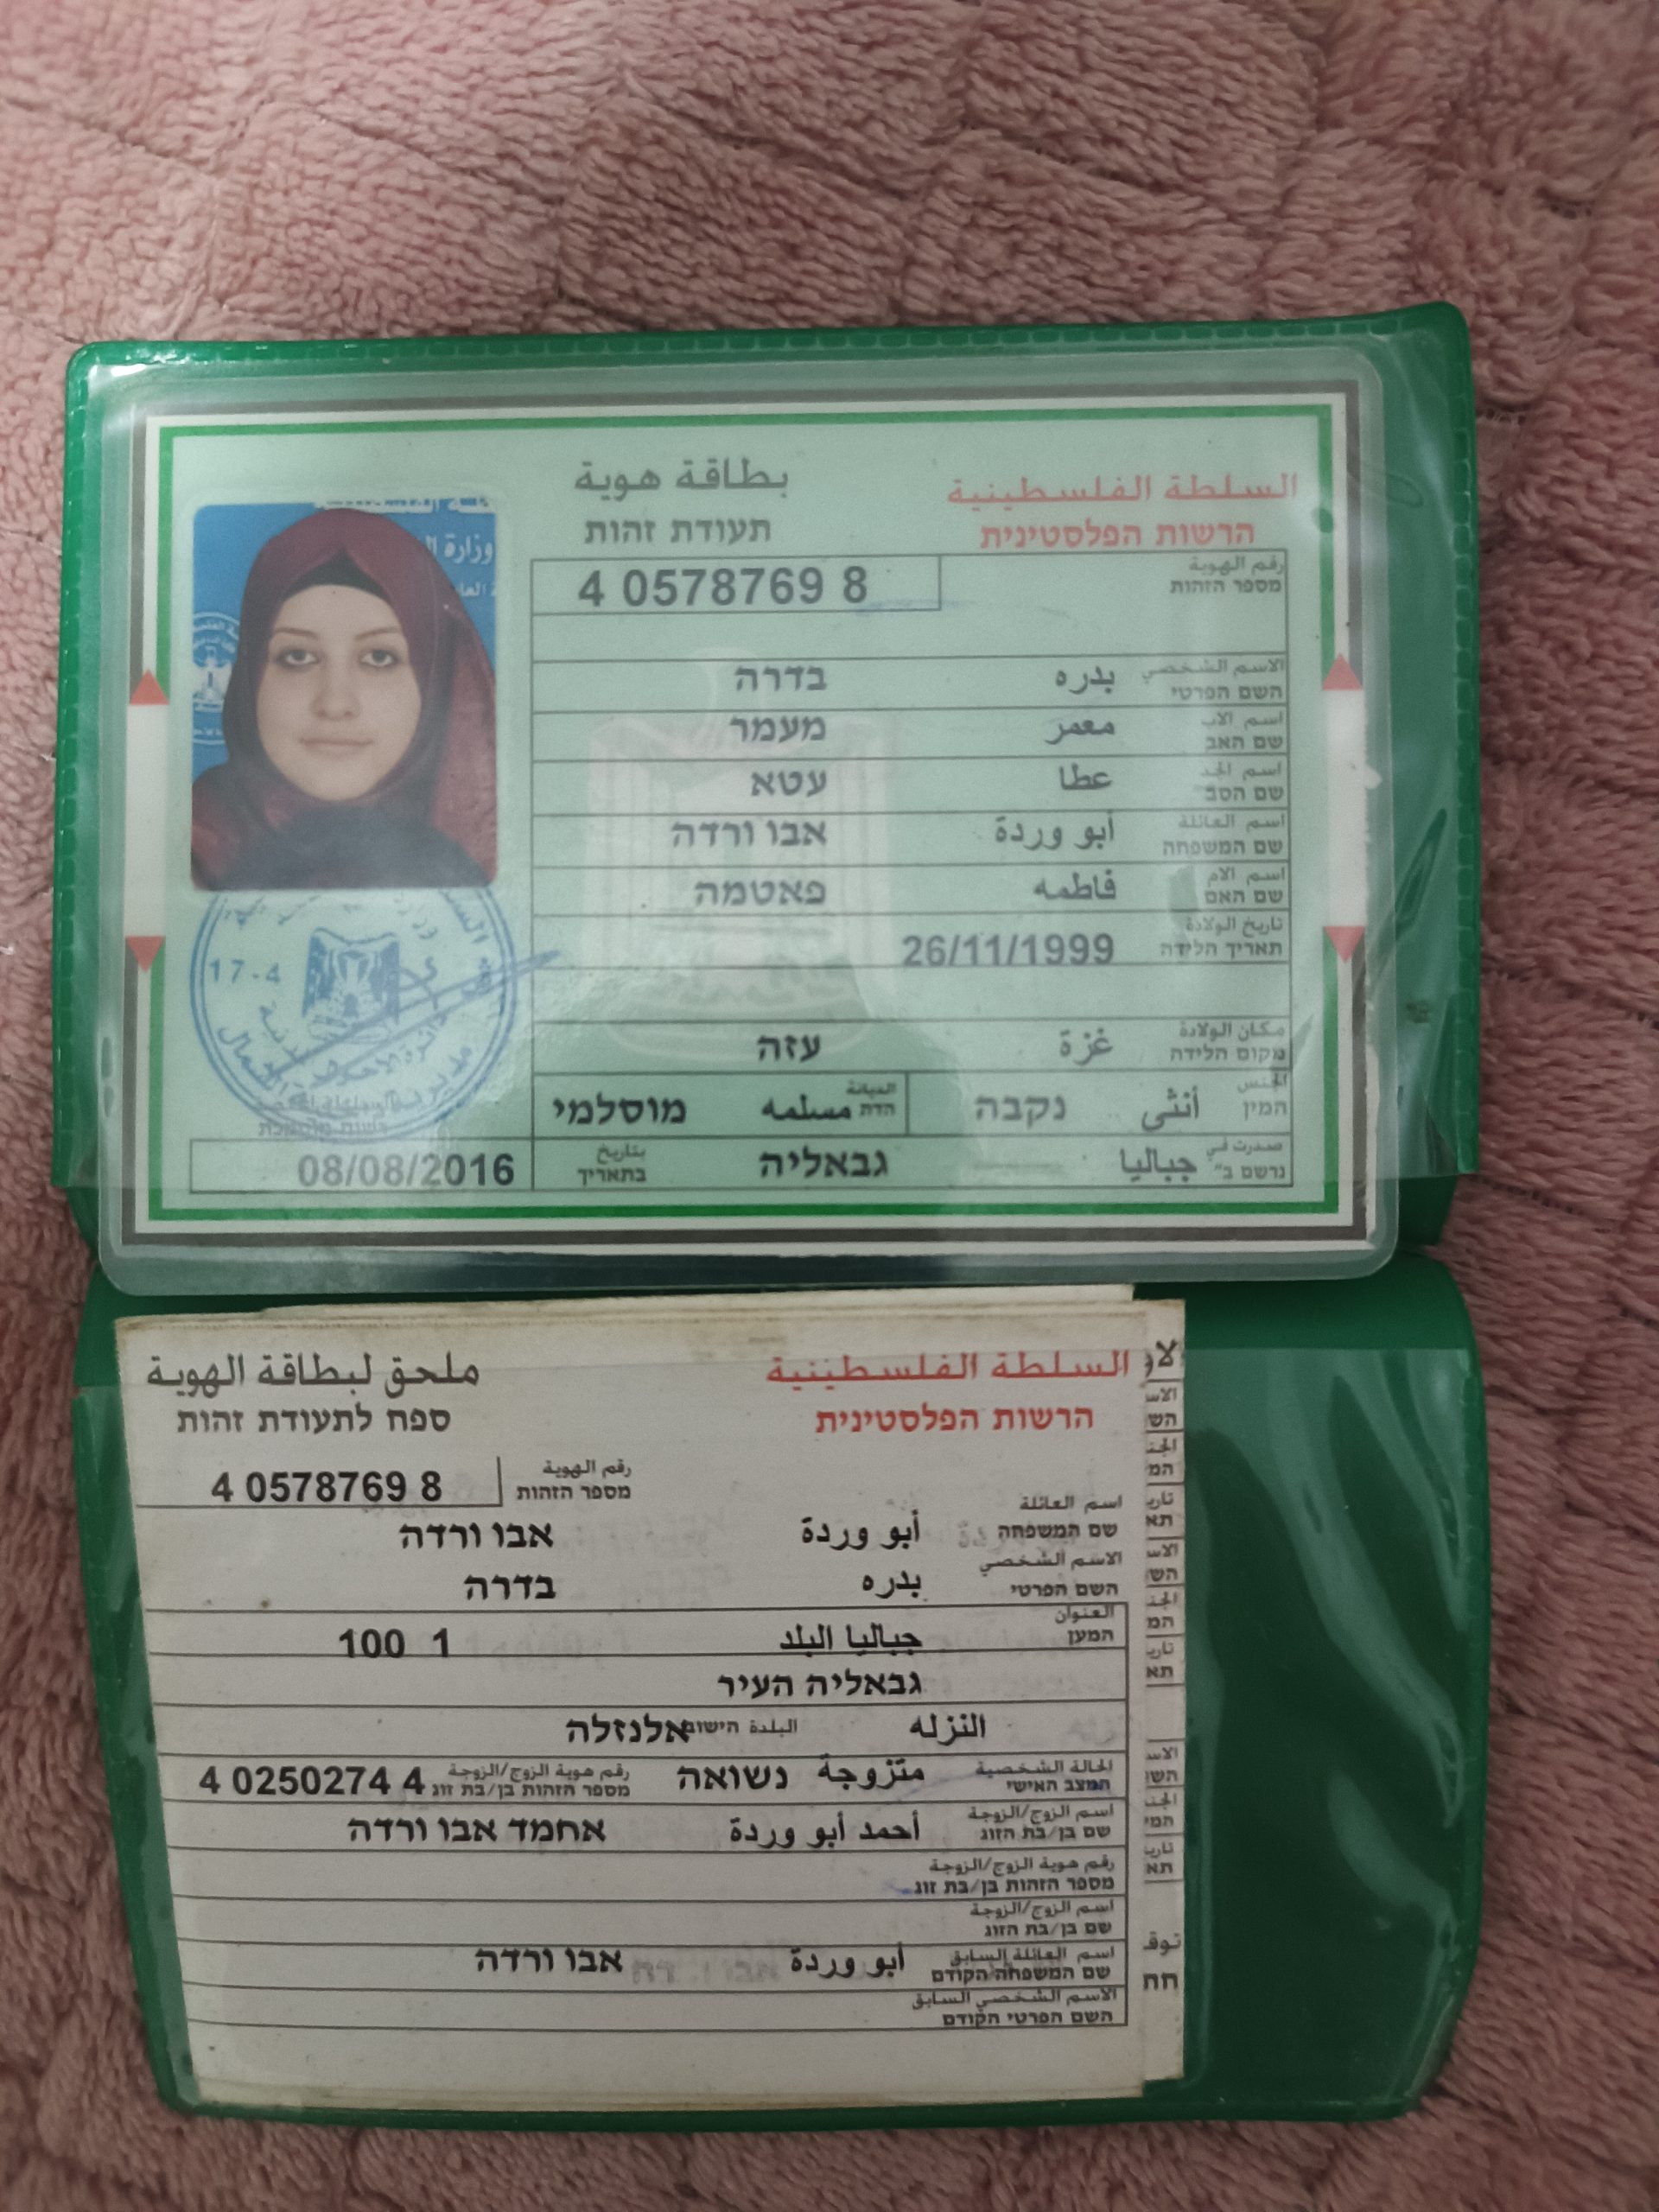 السلطة الفلسطينية
הרשות הפלסטינית
بطاقة هوية
תעודת זהות
رقم الهوية
מספר הזהות
4 0578769 8
الاسم الشخصي
השם הפרטי
بدره בדרה
اسم الاب
שם האב
معمر מעמר
اسم الجد
שם הסב
عطا עטא
اسم العائلة
שם המשפחה
أبو وردة אבו ורדה
اسم الام
שם האם
فاطمه פאטמה
تاريخ الولادة
תאריך הלידה
26/11/1999
مكان الولادة
מקום הלידה
غزة עזה
الجنس
המין
أنثى נקבה
الديانة
הדת
مسلمه מוסלמי
صدرت في
נרשם ב"
جباليا גבאליה
بتاريخ
בתאריך
08/08/2016
وزارة
17-4
السلطة الفلسطينية
הרשות הפלסטינית
ملحق لبطاقة الهوية
ספח לתעודת זהות
رقم الهوية
מספר הזהות
4 0578769 8
اسم العائلة
שם המשפחה
أبو وردة אבו ורדה
الاسم الشخصي
השם הפרטי
بدره בדרה
العنوان
המען
جباليا البلد 1 100
גבאליה העיר
النزله
البلدة הישוב
אלנזלה
الحالة الشخصية
המצב האישי
متزوجة נשואה
رقم هوية الزوج/الزوجة
מספר הזהות בן/בת זוג
4 0250274 4
اسم الزوج/الزوجة
שם בן/בת הזוג
أحمد أبو وردة אחמד אבו ורדה
رقم هوية الزوج/الزوجة
מספר הזהות בן/בת זוג
اسم الزوج/الزوجة
שם בן/בת הזוג
اسم العائلة السابق
שם המשפחה הקודם
أبو وردة אבו ורדה
الاسم الشخصي السابق
השם הפרטי הקודם